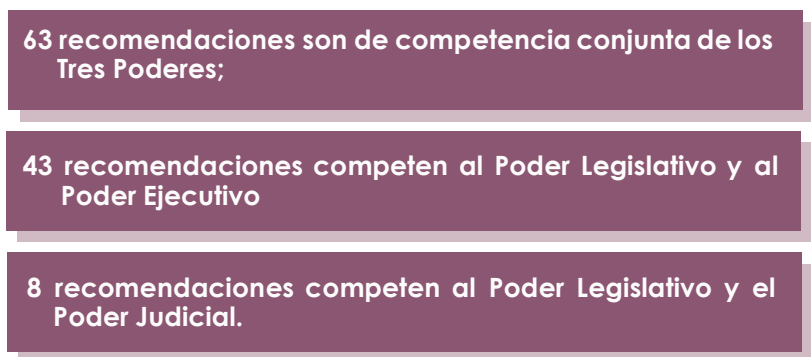 63 recomendaciones son de competencia conjunta de los
Tres Poderes;
43 recomendaciones competen al Poder Legislativo y al
Poder Ejecutivo
8 recomendaciones competen al Poder Legislativo y el
Poder Judicial.